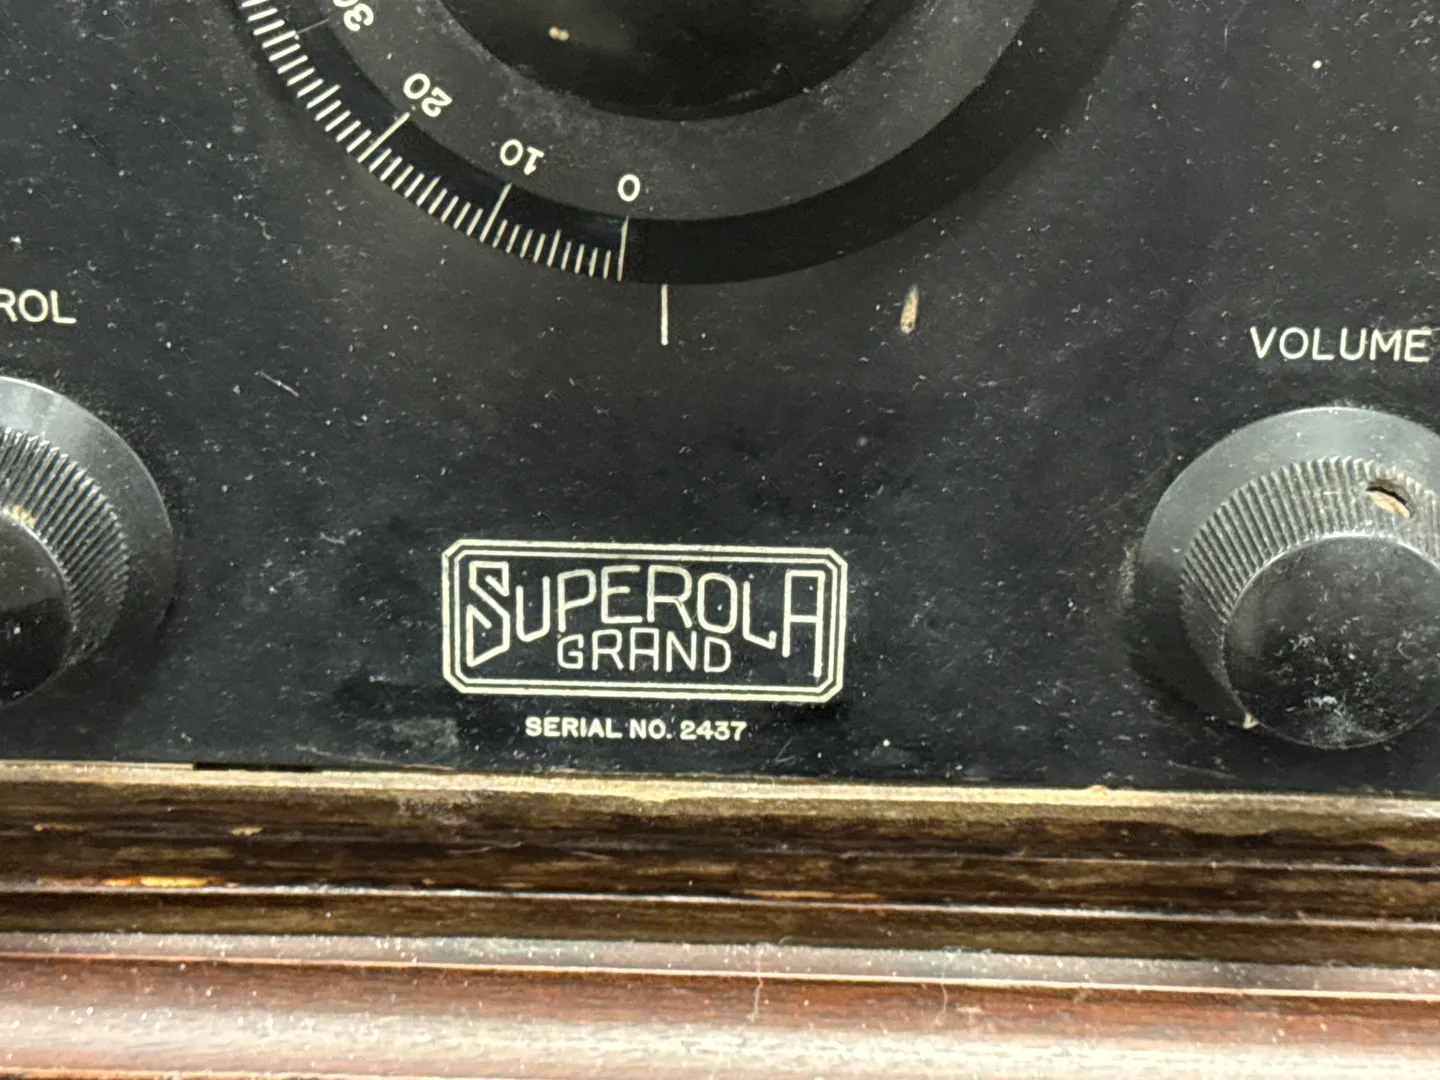 30
20
10
0
ROL
VOLUME
SUPEROLA
GRAND
SERIAL NO. 2437